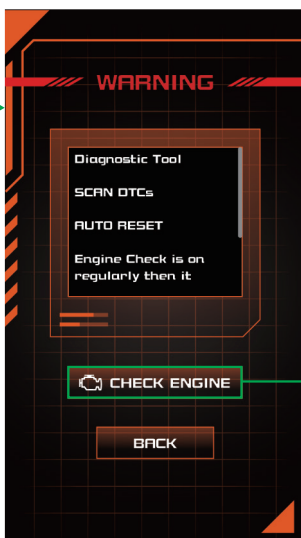 WARNING
Diagnostic Tool
SCAN DTCs
AUTO RESET
Engine Check is on
regularly then it
CHECK ENGINE
BACK